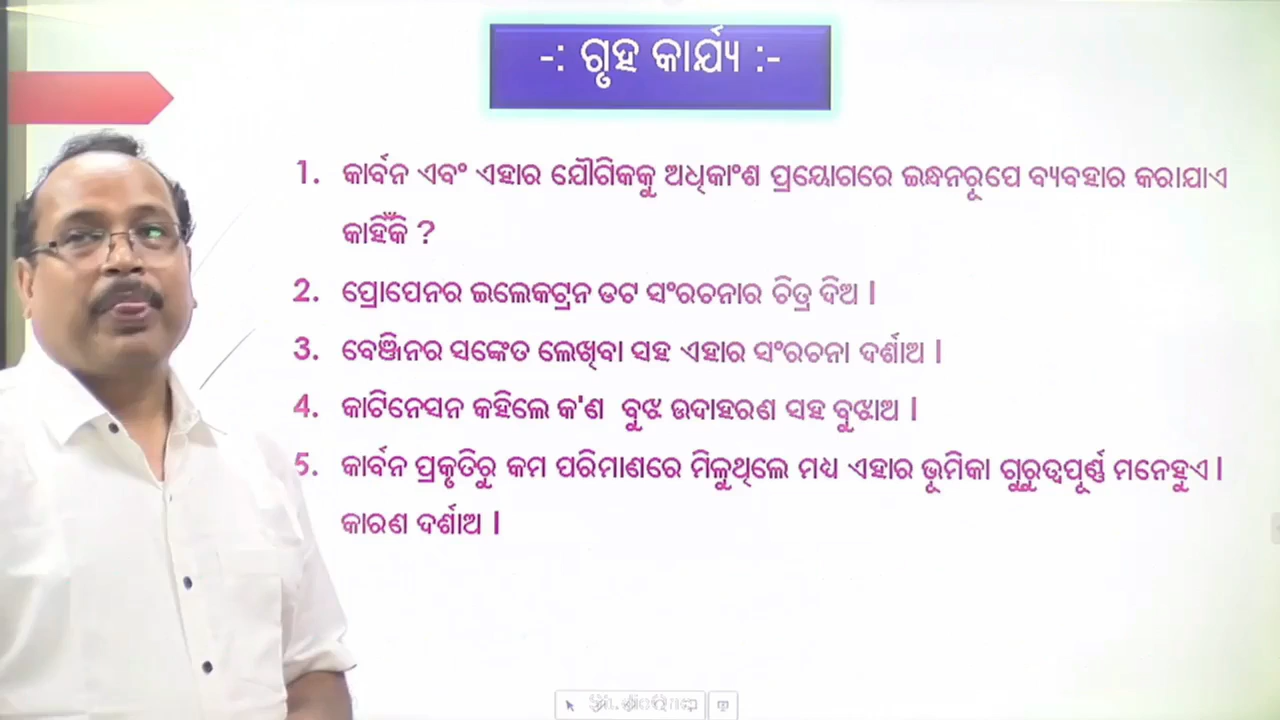 -: ଗୃହ କାର୍ଯ୍ୟ :-
1. କାର୍ବନ ଏବଂ ଏହାର ଯୌଗିକକୁ ଅଧିକାଂଶ ପ୍ରୟୋଗରେ ଇନ୍ଧନରୂପେ ବ୍ୟବହାର କରାଯାଏ
କାହିଁକି ?
2. ପ୍ରୋପେନର ଇଲେକଟ୍ରନ ଡଟ ସଂରଚନାର ଚିତ୍ର ଦିଅ ।
3. ବେଞ୍ଜିନର ସଙ୍କେତ ଲେଖିବା ସହ ଏହାର ସଂରଚନା ଦର୍ଶାଅ ।
4. କାଟିନେସନ କହିଲେ କ'ଣ ବୁଝ ଉଦାହରଣ ସହ ବୁଝାଅ ।
5. କାର୍ବନ ପ୍ରକୃତିରୁ କମ ପରିମାଣରେ ମିଳୁଥିଲେ ମଧ୍ୟ ଏହାର ଭୂମିକା ଗୁରୁତ୍ୱପୂର୍ଣ୍ଣ ମନେହୁଏ ।
କାରଣ ଦର୍ଶାଅ ।